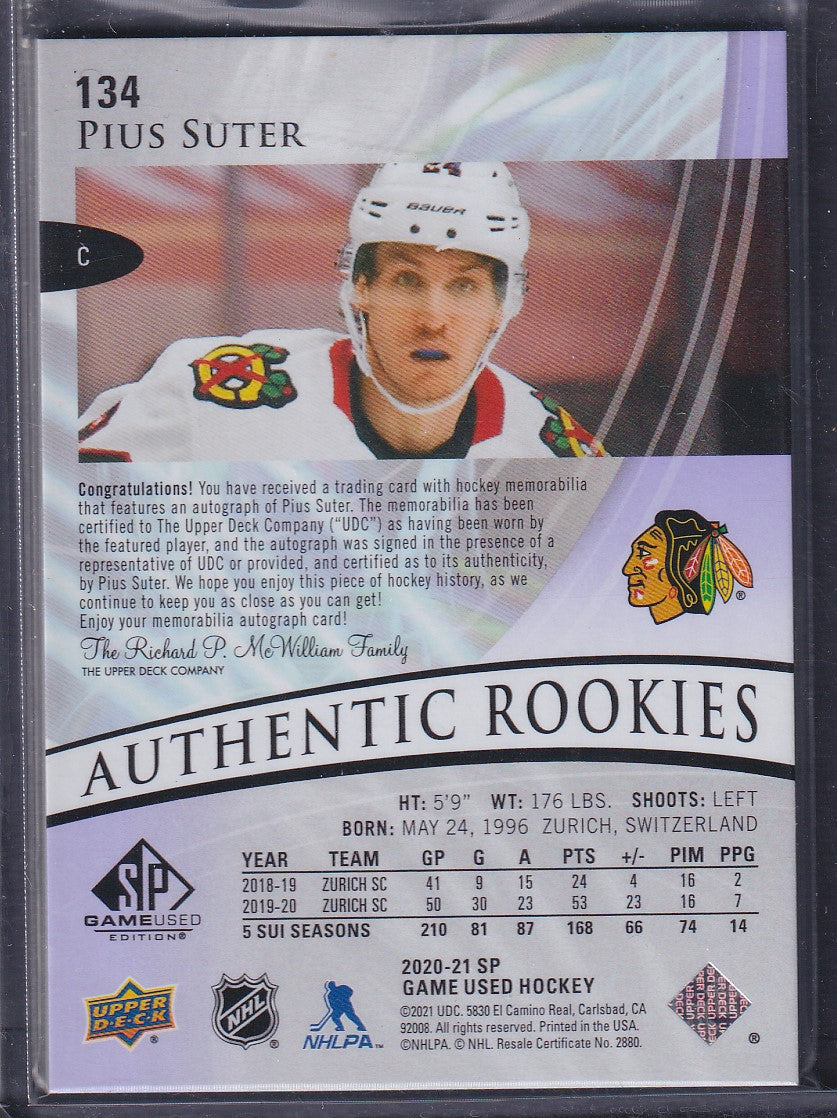 134
PIUS SUTER
24
BAUER
C
Congratulations! You have received a trading card with hockey memorabilia
that features an autograph of Pius Suter. The memorabilia has been
certified to The Upper Deck Company ("UDC") as having been worn by
the featured player, and the autograph was signed in the presence of a
representative of UDC or provided, and certified as to its authenticity,
by Pius Suter. We hope you enjoy this piece of hockey history, as we
continue to keep you as close as you can get!
Enjoy your memorabilia autograph card!
The Richard P. McWilliam Family
THE UPPER DECK COMPANY
®
AUTHENTIC ROOKIES
HT: 5'9" WT: 176 LBS. SHOOTS: LEFT
BORN: MAY 24, 1996 ZURICH, SWITZERLAND
YEAR TEAM GP G A PTS +/- PIM PPG
2018-19 ZURICH SC 41 9 15 24 4 16 2
2019-20 ZURICH SC 50 30 23 53 23 16 7
5 SUI SEASONS 210 81 87 168 66 74 14
SP
GAME USED
EDITION®
2020-21 SP
GAME USED HOCKEY
©2021 UDC. 5830 El Camino Real, Carlsbad, CA
92008. All rights reserved. Printed in the USA.
©NHLPA. © NHL. Resale Certificate No. 2880.
UPPER
DECK
®
NHL
®
NHLPA™
UPPER DECK
®